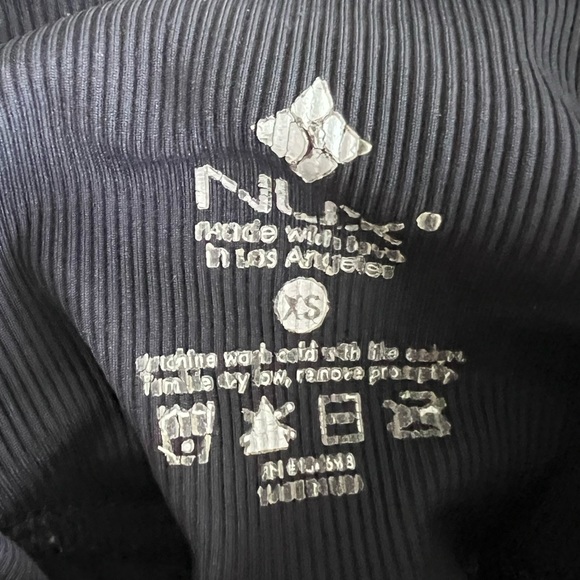 NUX
made with love
in Los Angeles
XS
Machine wash cold with like colors.
Tumble dry low, remove promptly